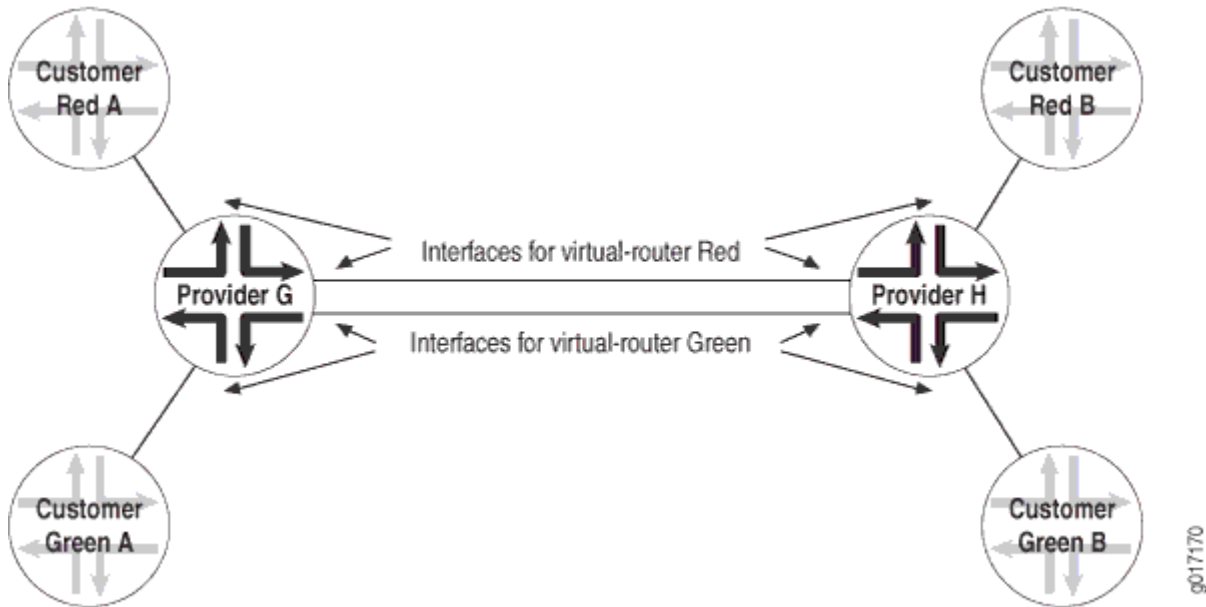 Customer
Red A
Customer
Red B
Interfaces for virtual-router Red
Provider G
Provider H
Interfaces for virtual-router Green
Customer
Green A
Customer
Green B
g017170